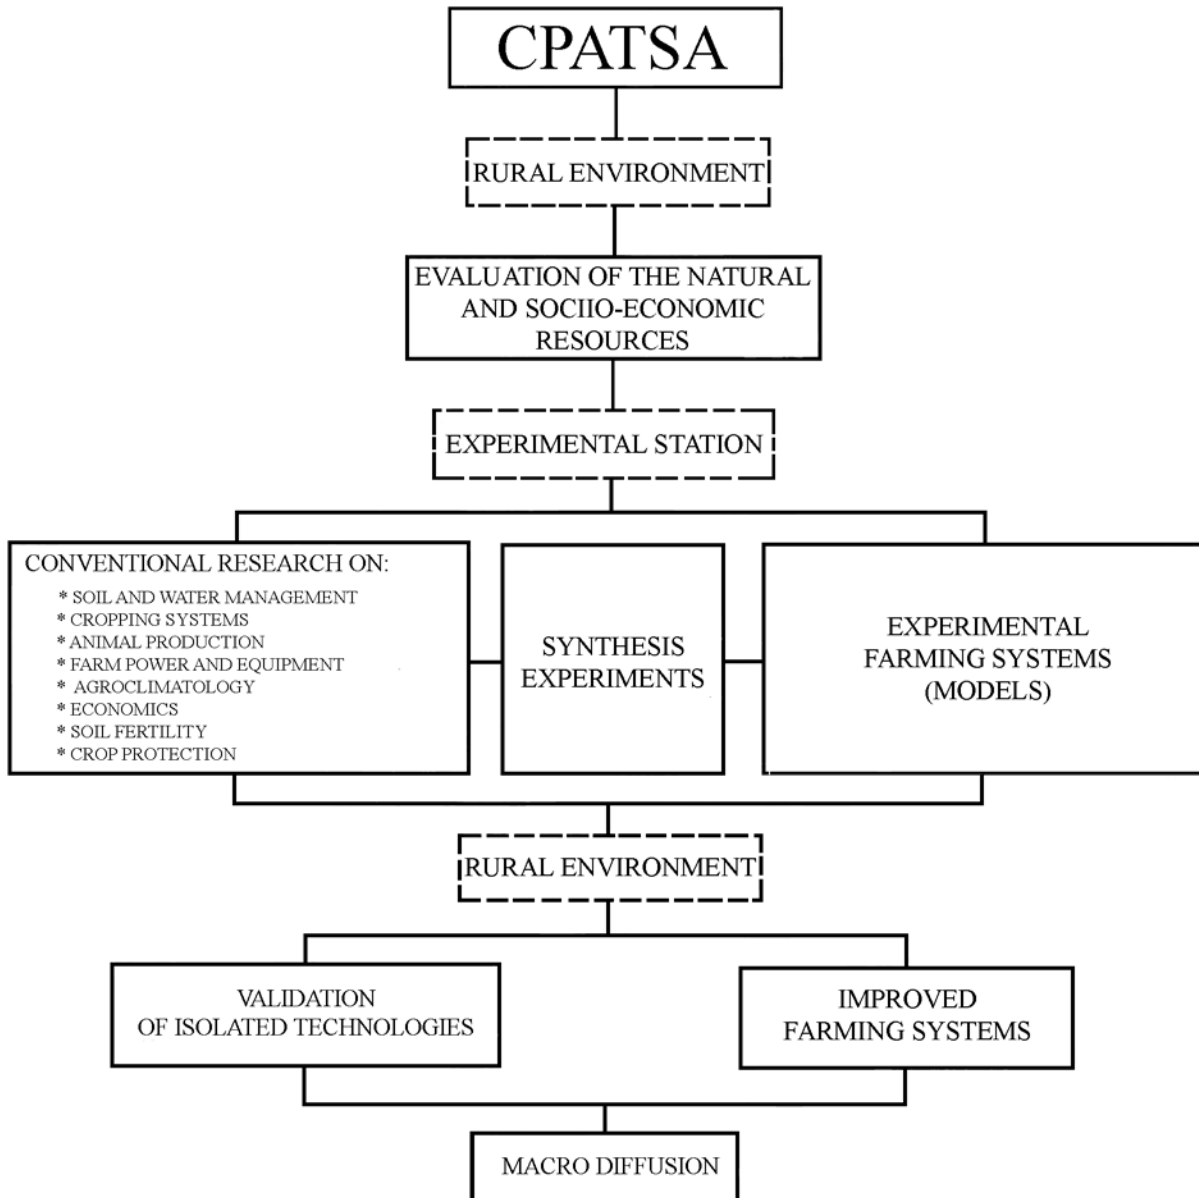 CPATSA
RURAL ENVIRONMENT
EVALUATION OF THE NATURAL
AND SOCIIO-ECONOMIC
RESOURCES
EXPERIMENTAL STATION
CONVENTIONAL RESEARCH ON:
* SOIL AND WATER MANAGEMENT
* CROPPING SYSTEMS
* ANIMAL PRODUCTION
* FARM POWER AND EQUIPMENT
* AGROCLIMATOLOGY
* ECONOMICS
* SOIL FERTILITY
* CROP PROTECTION
SYNTHESIS
EXPERIMENTS
EXPERIMENTAL
FARMING SYSTEMS
(MODELS)
RURAL ENVIRONMENT
VALIDATION
OF ISOLATED TECHNOLOGIES
IMPROVED
FARMING SYSTEMS
MACRO DIFFUSION